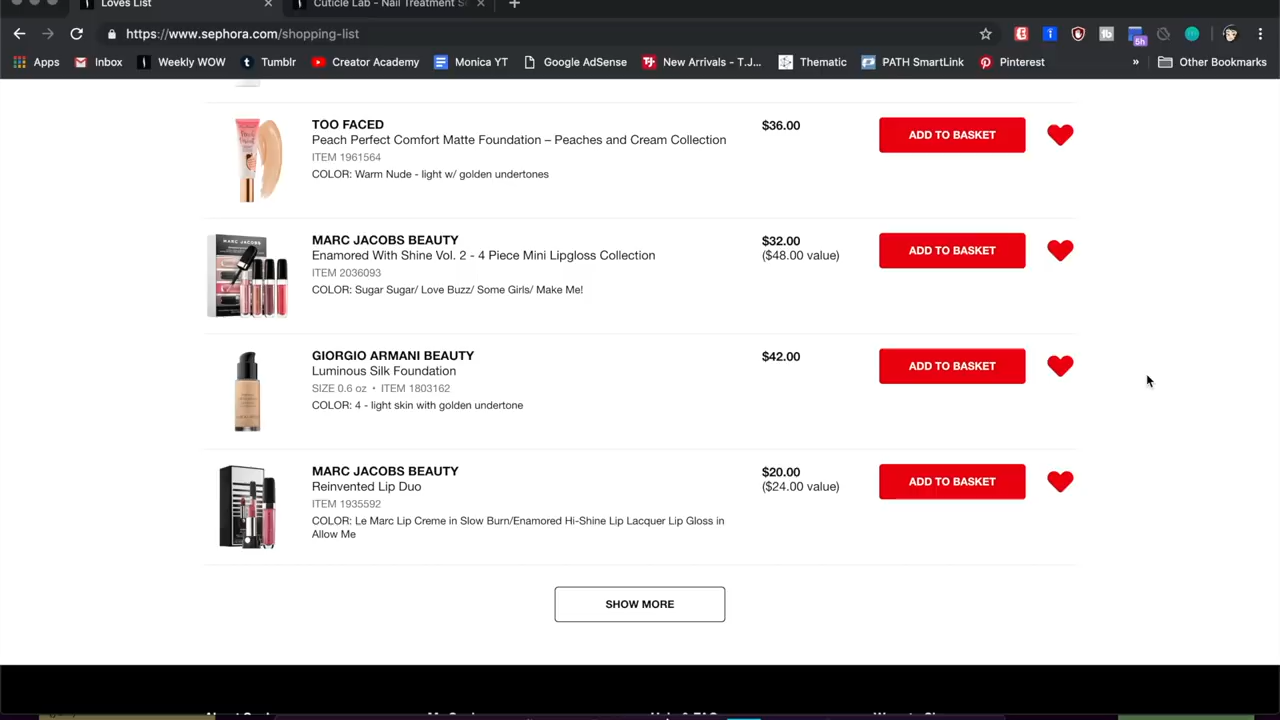 Loves List
Cuticle Lab - Nail Treatment S
https://www.sephora.com/shopping-list
5h
Apps
Inbox
Weekly WOW
Tumblr
Creator Academy
Monica YT
Google AdSense
New Arrivals - T.J...
Thematic
PATH SmartLink
Pinterest
»
Other Bookmarks
TOO FACED
Peach Perfect Comfort Matte Foundation – Peaches and Cream Collection
ITEM 1961564
COLOR: Warm Nude - light w/ golden undertones
$36.00
ADD TO BASKET
MARC JACOBS BEAUTY
Enamored With Shine Vol. 2 - 4 Piece Mini Lipgloss Collection
ITEM 2036093
COLOR: Sugar Sugar/ Love Buzz/ Some Girls/ Make Me!
$32.00
($48.00 value)
ADD TO BASKET
GIORGIO ARMANI BEAUTY
Luminous Silk Foundation
SIZE 0.6 oz • ITEM 1803162
COLOR: 4 - light skin with golden undertone
$42.00
ADD TO BASKET
MARC JACOBS BEAUTY
Reinvented Lip Duo
ITEM 1935592
COLOR: Le Marc Lip Creme in Slow Burn/Enamored Hi-Shine Lip Lacquer Lip Gloss in
Allow Me
$20.00
($24.00 value)
ADD TO BASKET
SHOW MORE